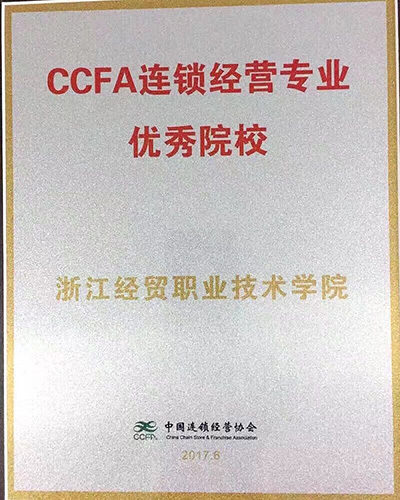 CCFA连锁经营专业
优秀院校
浙江经贸职业技术学院
CCFA
中国连锁经营协会
China Chain Store & Franchise Association
2017.6